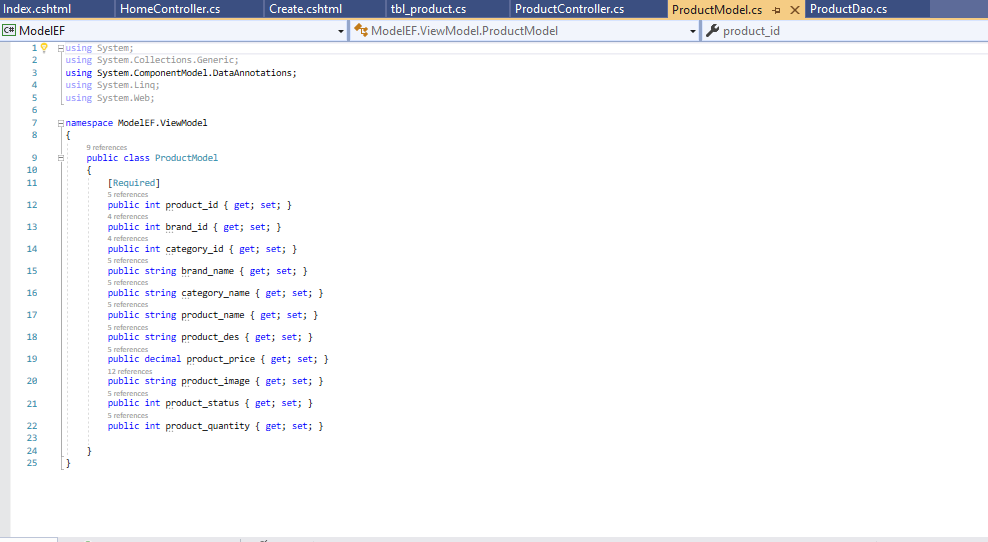 Index.cshtml HomeController.cs Create.cshtml tbl_product.cs ProductController.cs ProductModel.cs ProductDao.cs
C# ModelEF ModelEF.ViewModel.ProductModel product_id
1 using System;
2 using System.Collections.Generic;
3 using System.ComponentModel.DataAnnotations;
4 using System.Linq;
5 using System.Web;
6
7 namespace ModelEF.ViewModel
8 {
9 references
9 public class ProductModel
10 {
11 [Required]
5 references
12 public int product_id { get; set; }
4 references
13 public int brand_id { get; set; }
4 references
14 public int category_id { get; set; }
5 references
15 public string brand_name { get; set; }
5 references
16 public string category_name { get; set; }
5 references
17 public string product_name { get; set; }
5 references
18 public string product_des { get; set; }
5 references
19 public decimal product_price { get; set; }
12 references
20 public string product_image { get; set; }
5 references
21 public int product_status { get; set; }
5 references
22 public int product_quantity { get; set; }
23
24 }
25 }